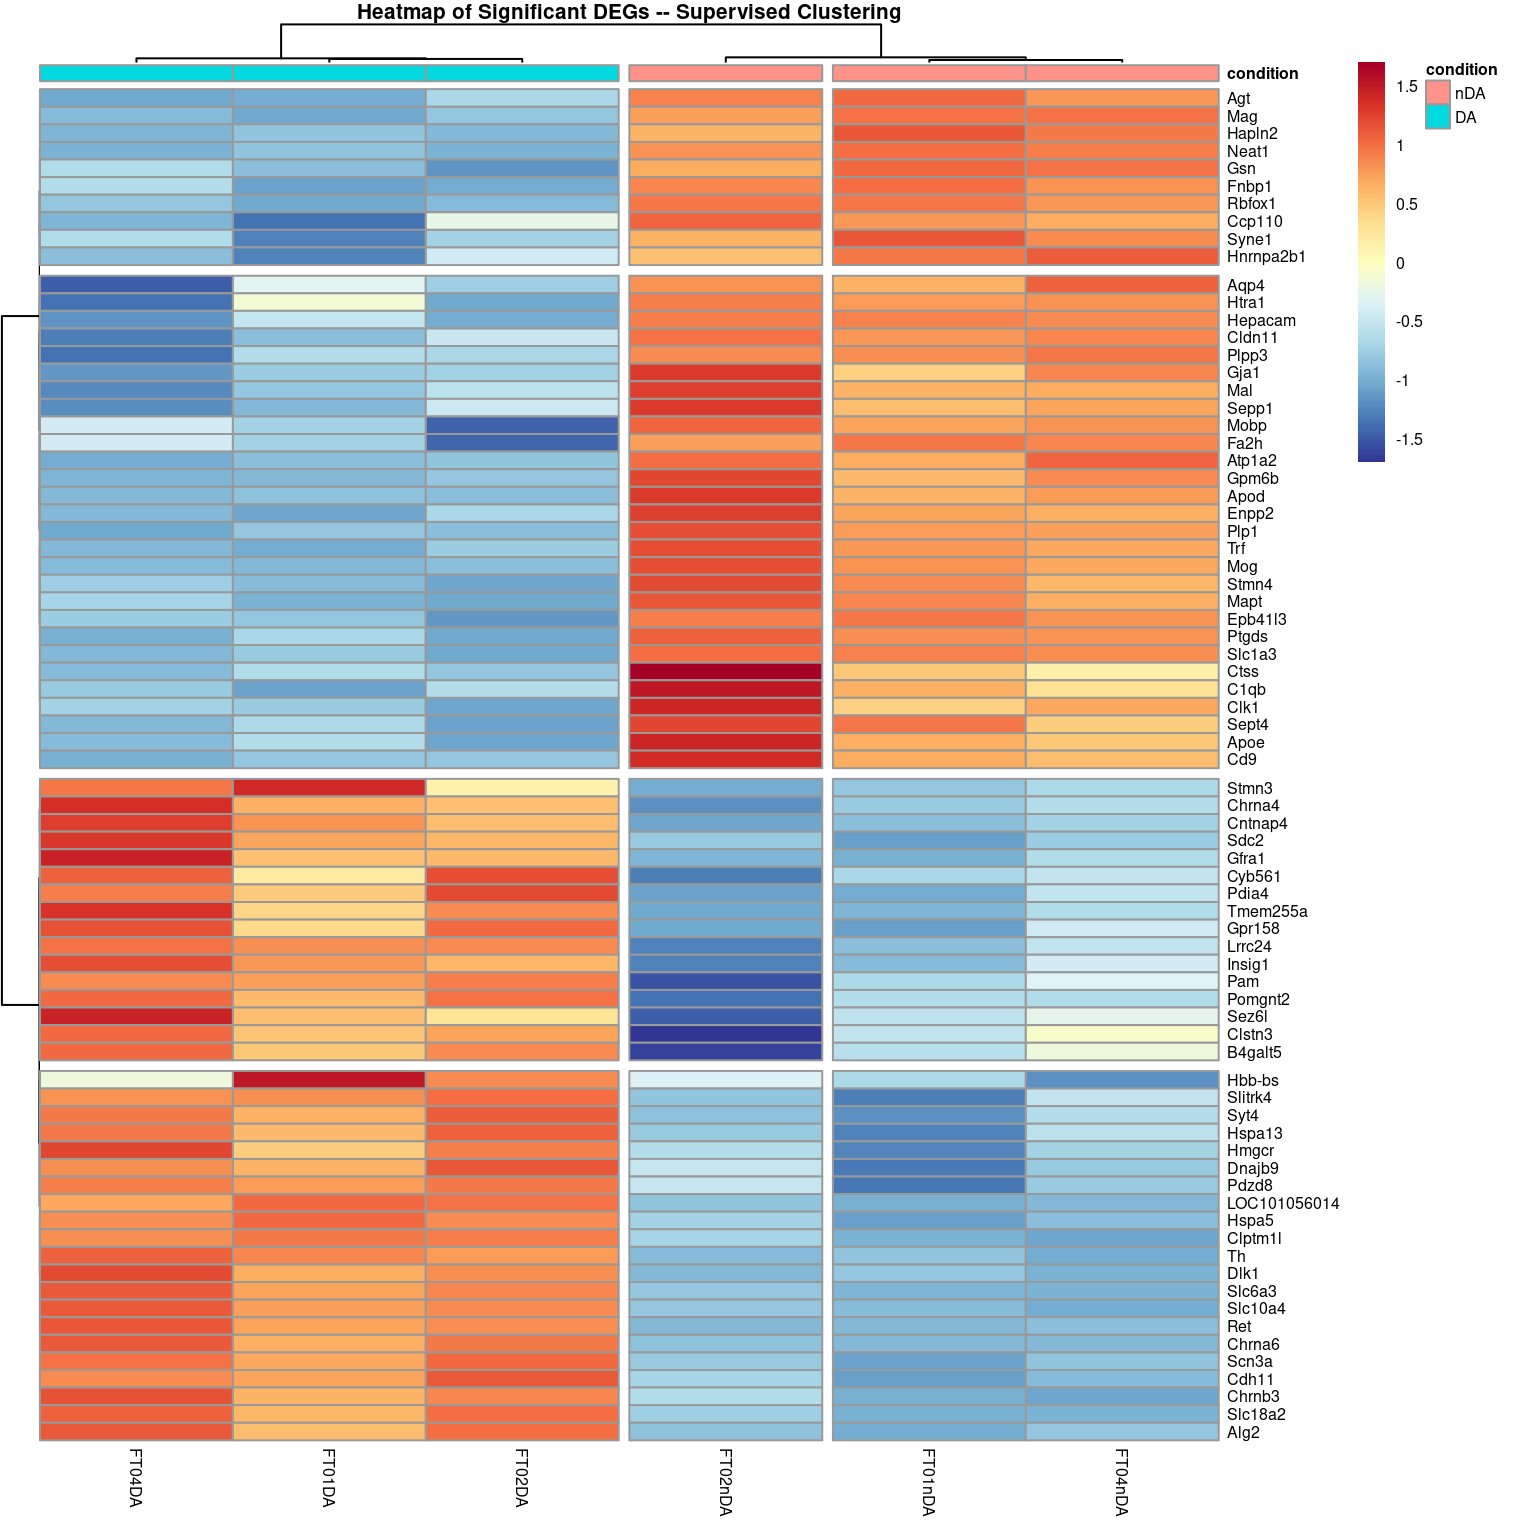 Heatmap of Significant DEGs -- Supervised Clustering
condition
Agt
Mag
Hapln2
Neat1
Gsn
Fnbp1
Rbfox1
Ccp110
Syne1
Hnrnpa2b1
Aqp4
Htra1
Hepacam
Cldn11
Plpp3
Gja1
Mal
Sepp1
Mobp
Fa2h
Atp1a2
Gpm6b
Apod
Enpp2
Plp1
Trf
Mog
Stmn4
Mapt
Epb41l3
Ptgds
Slc1a3
Ctss
C1qb
Clk1
Sept4
Apoe
Cd9
Stmn3
Chrna4
Cntnap4
Sdc2
Gfra1
Cyb561
Pdia4
Tmem255a
Gpr158
Lrrc24
Insig1
Pam
Pomgnt2
Sez6l
Clstn3
B4galt5
Hbb-bs
Slitrk4
Syt4
Hspa13
Hmgcr
Dnajb9
Pdzd8
LOC101056014
Hspa5
Clptm1l
Th
Dlk1
Slc6a3
Slc10a4
Ret
Chrna6
Scn3a
Cdh11
Chrnb3
Slc18a2
Alg2
FT04DA
FT01DA
FT02DA
FT02nDA
FT01nDA
FT04nDA
1.5
1
0.5
0
-0.5
-1
-1.5
condition
nDA
DA